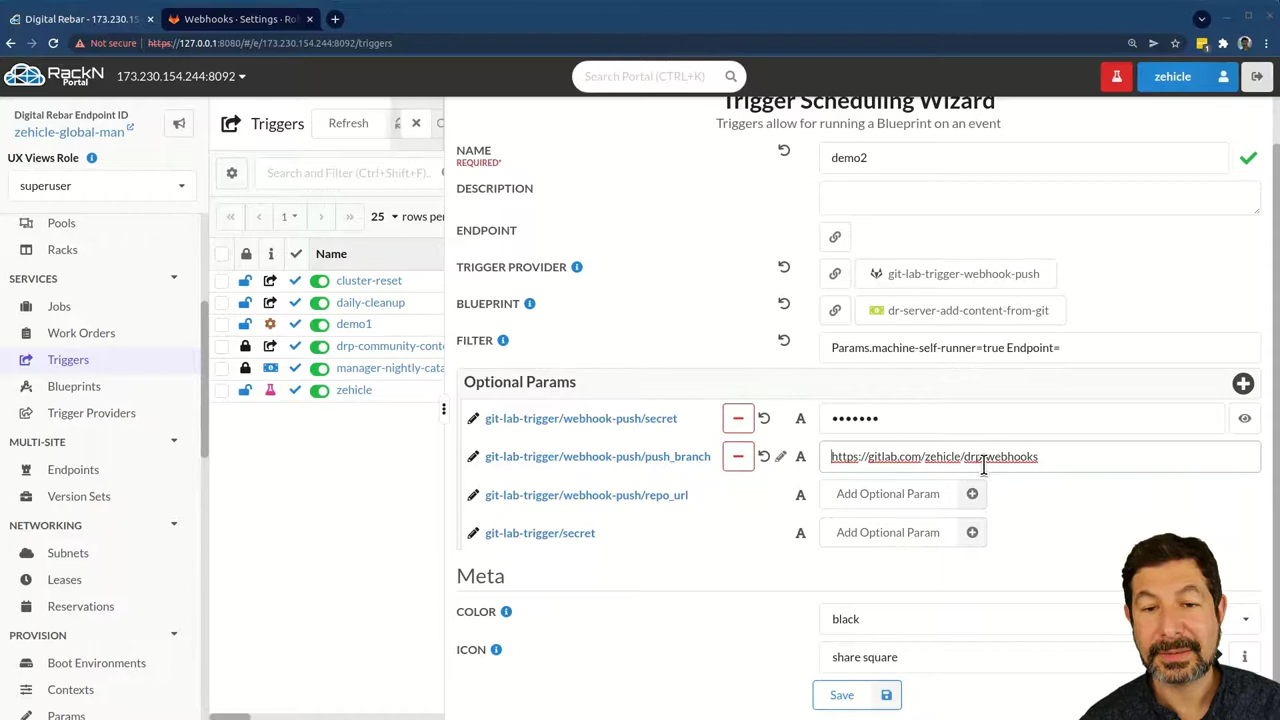 Digital Rebar - 173.230.15
Webhooks · Settings · Rol
Not secure https://127.0.0.1:8080/#/e/173.230.154.244:8092/triggers
RackN Portal
173.230.154.244:8092
Search Portal (CTRL+K)
zehicle
Digital Rebar Endpoint ID
zehicle-global-man
UX Views Role
superuser
Pools
Racks
SERVICES
Jobs
Work Orders
Triggers
Blueprints
Trigger Providers
MULTI-SITE
Endpoints
Version Sets
NETWORKING
Subnets
Leases
Reservations
PROVISION
Boot Environments
Contexts
Params
Triggers
Refresh
Search and Filter (Ctrl+Shift+F)..
1
25 rows per
Name
cluster-reset
daily-cleanup
demo1
drp-community-conte
manager-nightly-cata
zehicle
Trigger Scheduling Wizard
Triggers allow for running a Blueprint on an event
NAME demo2
REQUIRED*
DESCRIPTION
ENDPOINT
TRIGGER PROVIDER git-lab-trigger-webhook-push
BLUEPRINT dr-server-add-content-from-git
FILTER Params.machine-self-runner=true Endpoint=
Optional Params
git-lab-trigger/webhook-push/secret A •••••••
git-lab-trigger/webhook-push/push_branch A https://gitlab.com/zehicle/drp-webhooks
git-lab-trigger/webhook-push/repo_url A Add Optional Param
git-lab-trigger/secret A Add Optional Param
Meta
COLOR black
ICON share square
Save